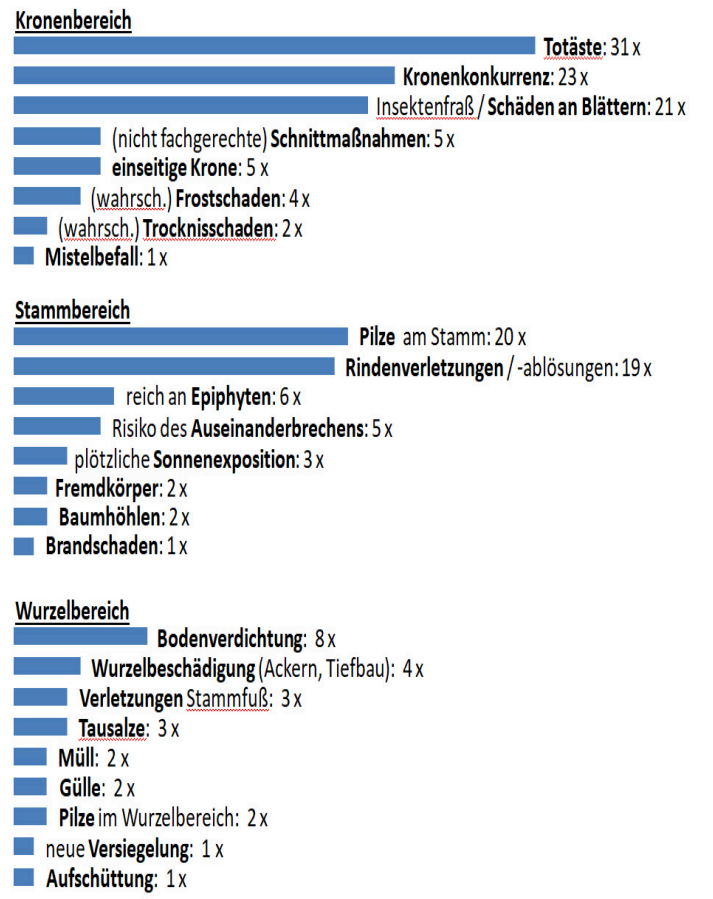 Kronenbereich
Totäste: 31 x
Kronenkonkurrenz: 23 x
Insektenfraß / Schäden an Blättern: 21 x
(nicht fachgerechte) Schnittmaßnahmen: 5 x
einseitige Krone: 5 x
(wahrsch.) Frostschaden: 4 x
(wahrsch.) Trocknisschaden: 2 x
Mistelbefall: 1 x
Stammbereich
Pilze am Stamm: 20 x
Rindenverletzungen / -ablösungen: 19 x
reich an Epiphyten: 6 x
Risiko des Auseinanderbrechens: 5 x
plötzliche Sonnenexposition: 3 x
Fremdkörper: 2 x
Baumhöhlen: 2 x
Brandschaden: 1 x
Wurzelbereich
Bodenverdichtung: 8 x
Wurzelbeschädigung (Ackern, Tiefbau): 4 x
Verletzungen Stammfuß: 3 x
Tausalze: 3 x
Müll: 2 x
Gülle: 2 x
Pilze im Wurzelbereich: 2 x
neue Versiegelung: 1 x
Aufschüttung: 1 x